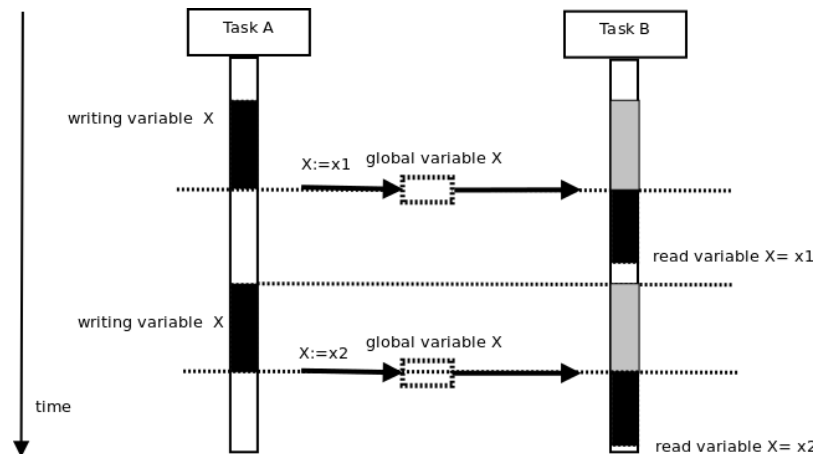 Task A
Task B
writing variable X
X:=x1
global variable X
read variable X= x1
writing variable X
X:=x2
global variable X
time
read variable X= x2